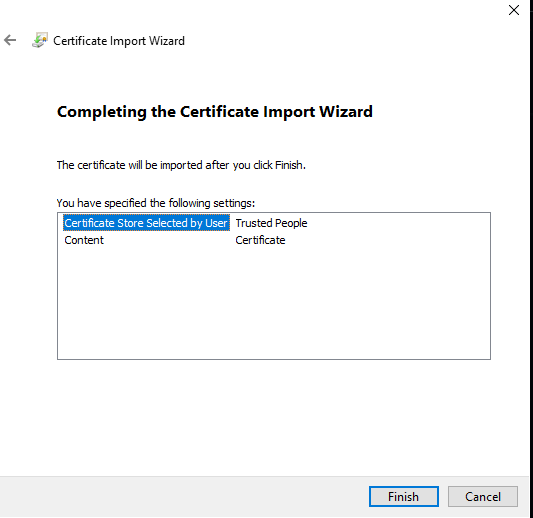 Certificate Import Wizard
Completing the Certificate Import Wizard
The certificate will be imported after you click Finish.
You have specified the following settings:
Certificate Store Selected by User Trusted People
Content Certificate
Finish Cancel